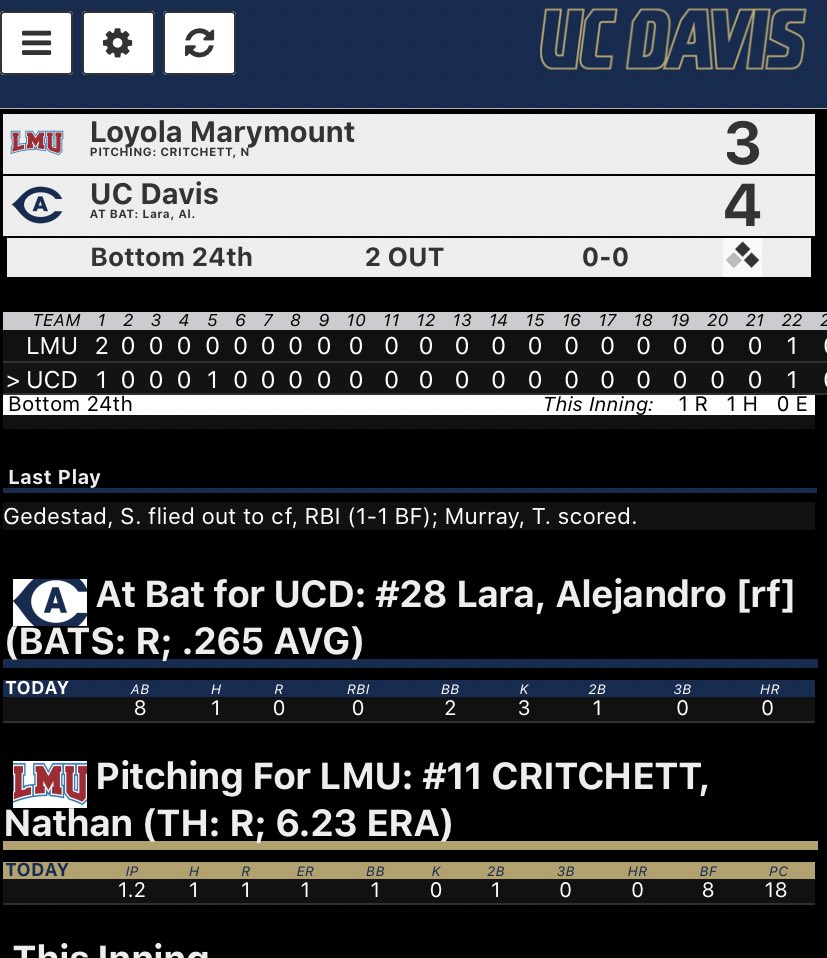 UC DAVIS
LMU Loyola Marymount 3
PITCHING: CRITCHETT, N
A UC Davis 4
AT BAT: Lara, Al.
Bottom 24th 2 OUT 0-0
TEAM 1 2 3 4 5 6 7 8 9 10 11 12 13 14 15 16 17 18 19 20 21 22
LMU 2 0 0 0 0 0 0 0 0 0 0 0 0 0 0 0 0 0 0 0 0 1
> UCD 1 0 0 0 1 0 0 0 0 0 0 0 0 0 0 0 0 0 0 0 0 1
Bottom 24th This Inning: 1 R 1 H 0 E
Last Play
Gedestad, S. flied out to cf, RBI (1-1 BF); Murray, T. scored.
A At Bat for UCD: #28 Lara, Alejandro [rf]
(BATS: R; .265 AVG)
TODAY AB H R RBI BB K 2B 3B HR
8 1 0 0 2 3 1 0 0
LMU Pitching For LMU: #11 CRITCHETT,
Nathan (TH: R; 6.23 ERA)
TODAY IP H R ER BB K 2B 3B HR BF PC
1.2 1 1 1 1 0 1 0 0 8 18
This Inning